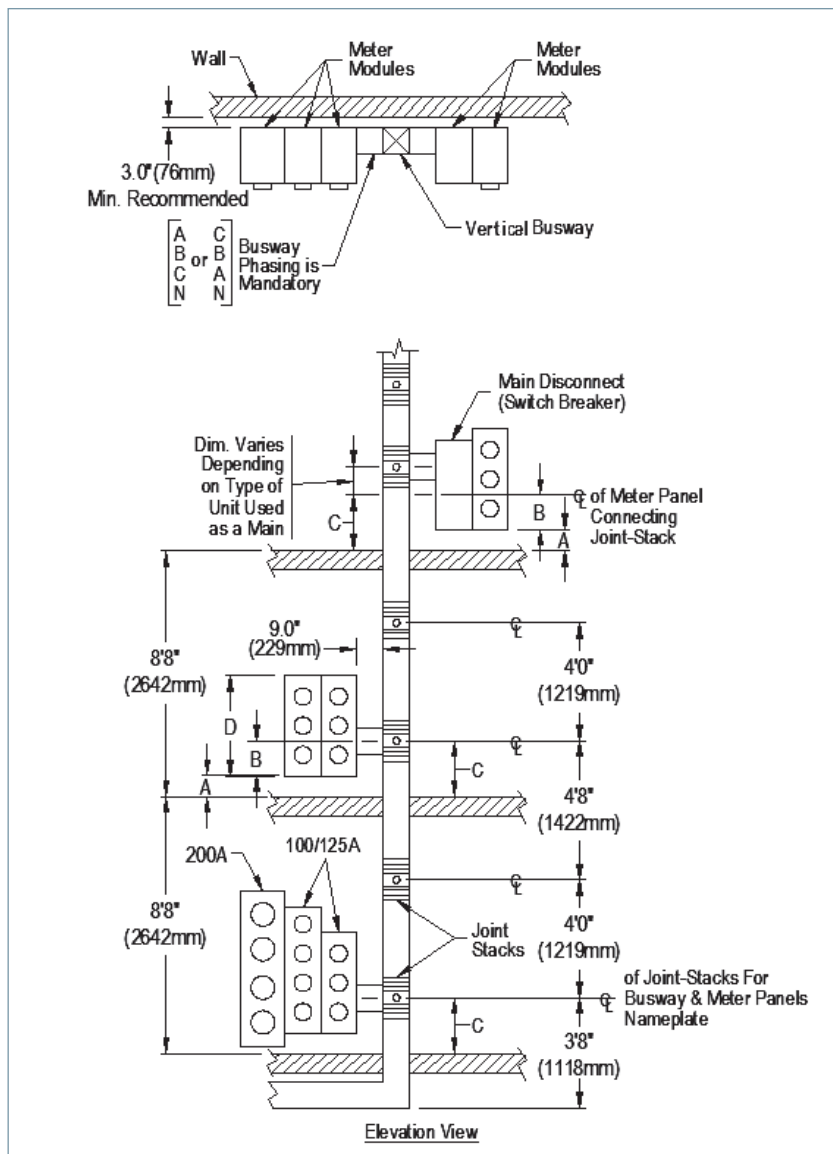 Wall
Meter
Modules
Meter
Modules
3.0"(76mm)
Min. Recommended
A C
B or B
C A
N N
Busway
Phasing is
Mandatory
Vertical Busway
Main Disconnect
(Switch Breaker)
Dim. Varies
Depending
on Type of
Unit Used
as a Main
C
B
A
℄ of Meter Panel
Connecting
Joint-Stack
8'8"
(2642mm)
9.0"
(229mm)
℄
4'0"
(1219mm)
D
B
A
℄
C
4'8"
(1422mm)
200A
100/125A
℄
8'8"
(2642mm)
Joint
Stacks
4'0"
(1219mm)
℄ of Joint-Stacks For
Busway & Meter Panels
Nameplate
C
3'8"
(1118mm)
Elevation View